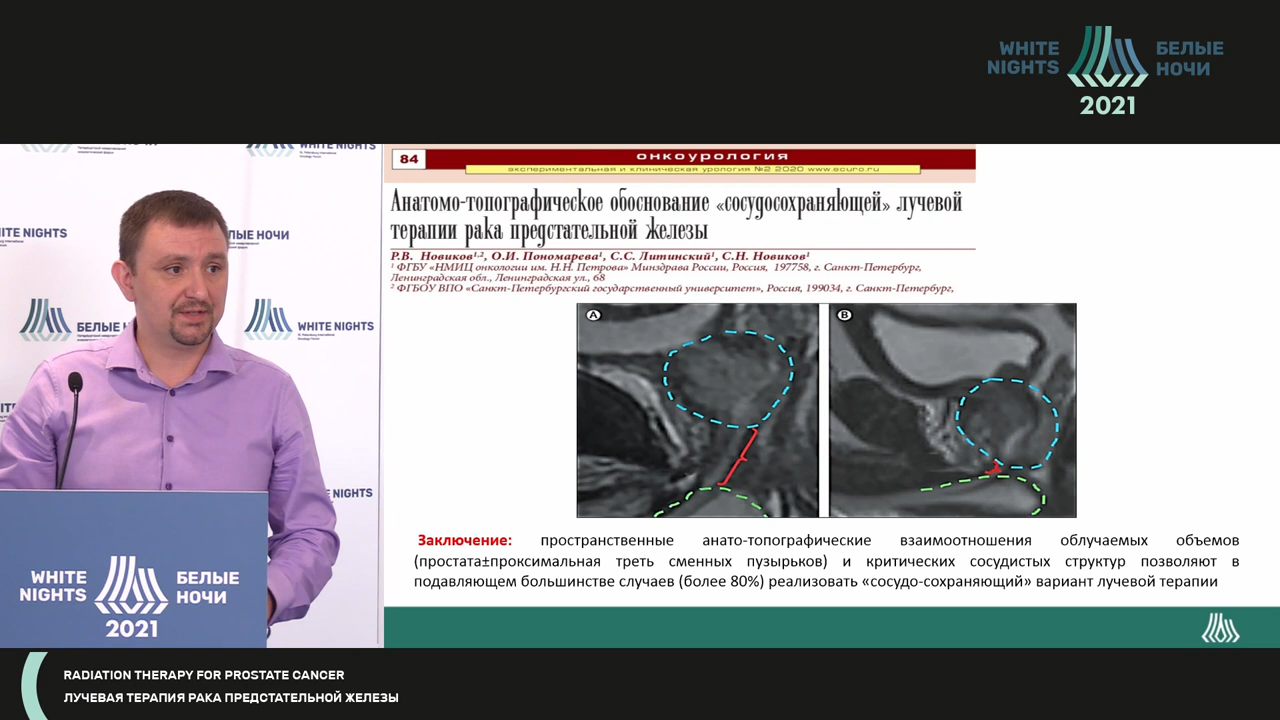 WHITE
NIGHTS
БЕЛЫЕ
НОЧИ
2021
WHITE NIGHTS
NIGHTS
ЛЫЕ НОЧИ
БЕЛЫЕ
WHITE NIGHTS
NIGHTS
WHITE
NIGHTS
БЕЛЫЕ
НОЧИ
2021
84
онкоурология
экспериментальная и клиническая урология №2 2020 www.ecuro.ru
Анатомо-топографическое обоснование «сосудосохраняющей» лучевой
терапии рака предстательной железы
Р.В. Новиков1,2, О.И. Пономарева1, С.С. Литинский1, С.Н. Новиков1
1 ФГБУ «НМИЦ онкологии им. Н.Н. Петрова» Минздрава России, Россия, 197758, г. Санкт-Петербург,
Ленинградская обл., Ленинградская ул., 68
2 ФГБОУ ВПО «Санкт-Петербургский государственный университет», Россия, 199034, г. Санкт-Петербург,
A
B
Заключение: пространственные анато-топографические взаимоотношения облучаемых объемов
(простата±проксимальная треть сменных пузырьков) и критических сосудистых структур позволяют в
подавляющем большинстве случаев (более 80%) реализовать «сосудо-сохраняющий» вариант лучевой терапии
RADIATION THERAPY FOR PROSTATE CANCER
ЛУЧЕВАЯ ТЕРАПИЯ РАКА ПРЕДСТАТЕЛЬНОЙ ЖЕЛЕЗЫ